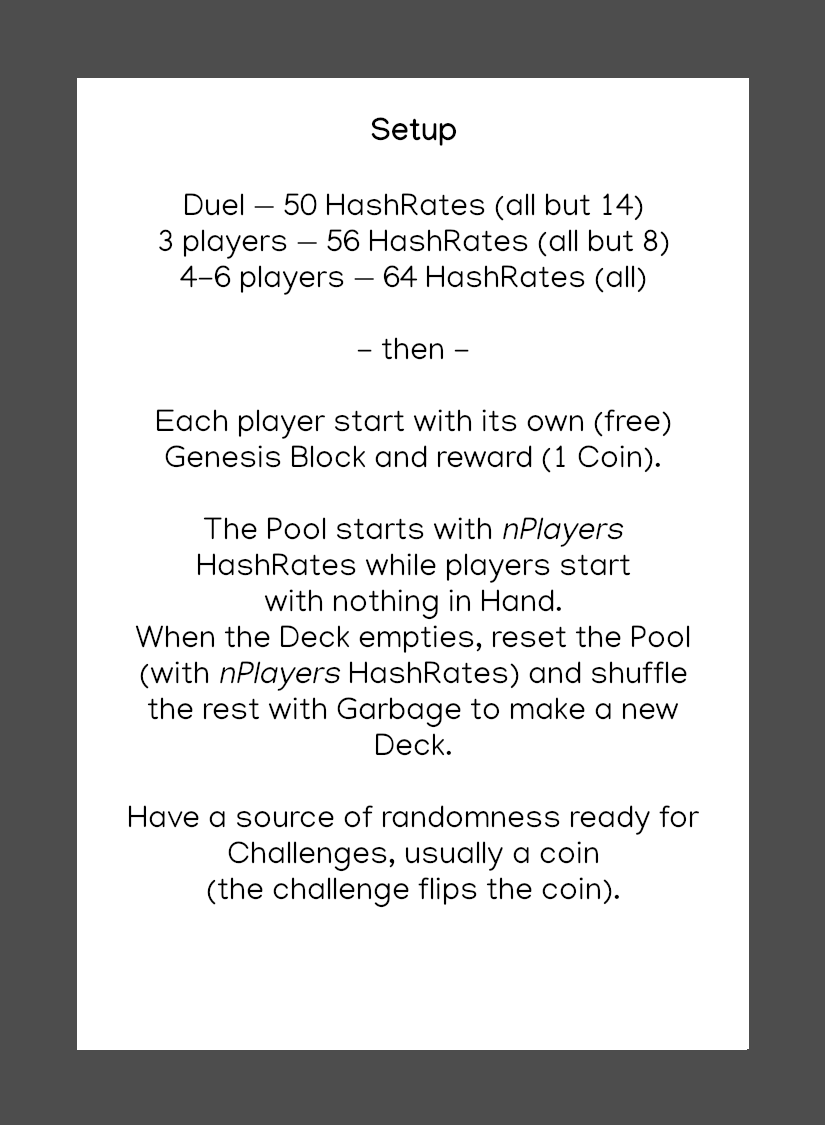 Setup
Duel — 50 HashRates (all but 14)
3 players — 56 HashRates (all but 8)
4–6 players — 64 HashRates (all)
– then –
Each player start with its own (free)
Genesis Block and reward (1 Coin).
The Pool starts with nPlayers
HashRates while players start
with nothing in Hand.
When the Deck empties, reset the Pool
(with nPlayers HashRates) and shuffle
the rest with Garbage to make a new
Deck.
Have a source of randomness ready for
Challenges, usually a coin
(the challenge flips the coin).